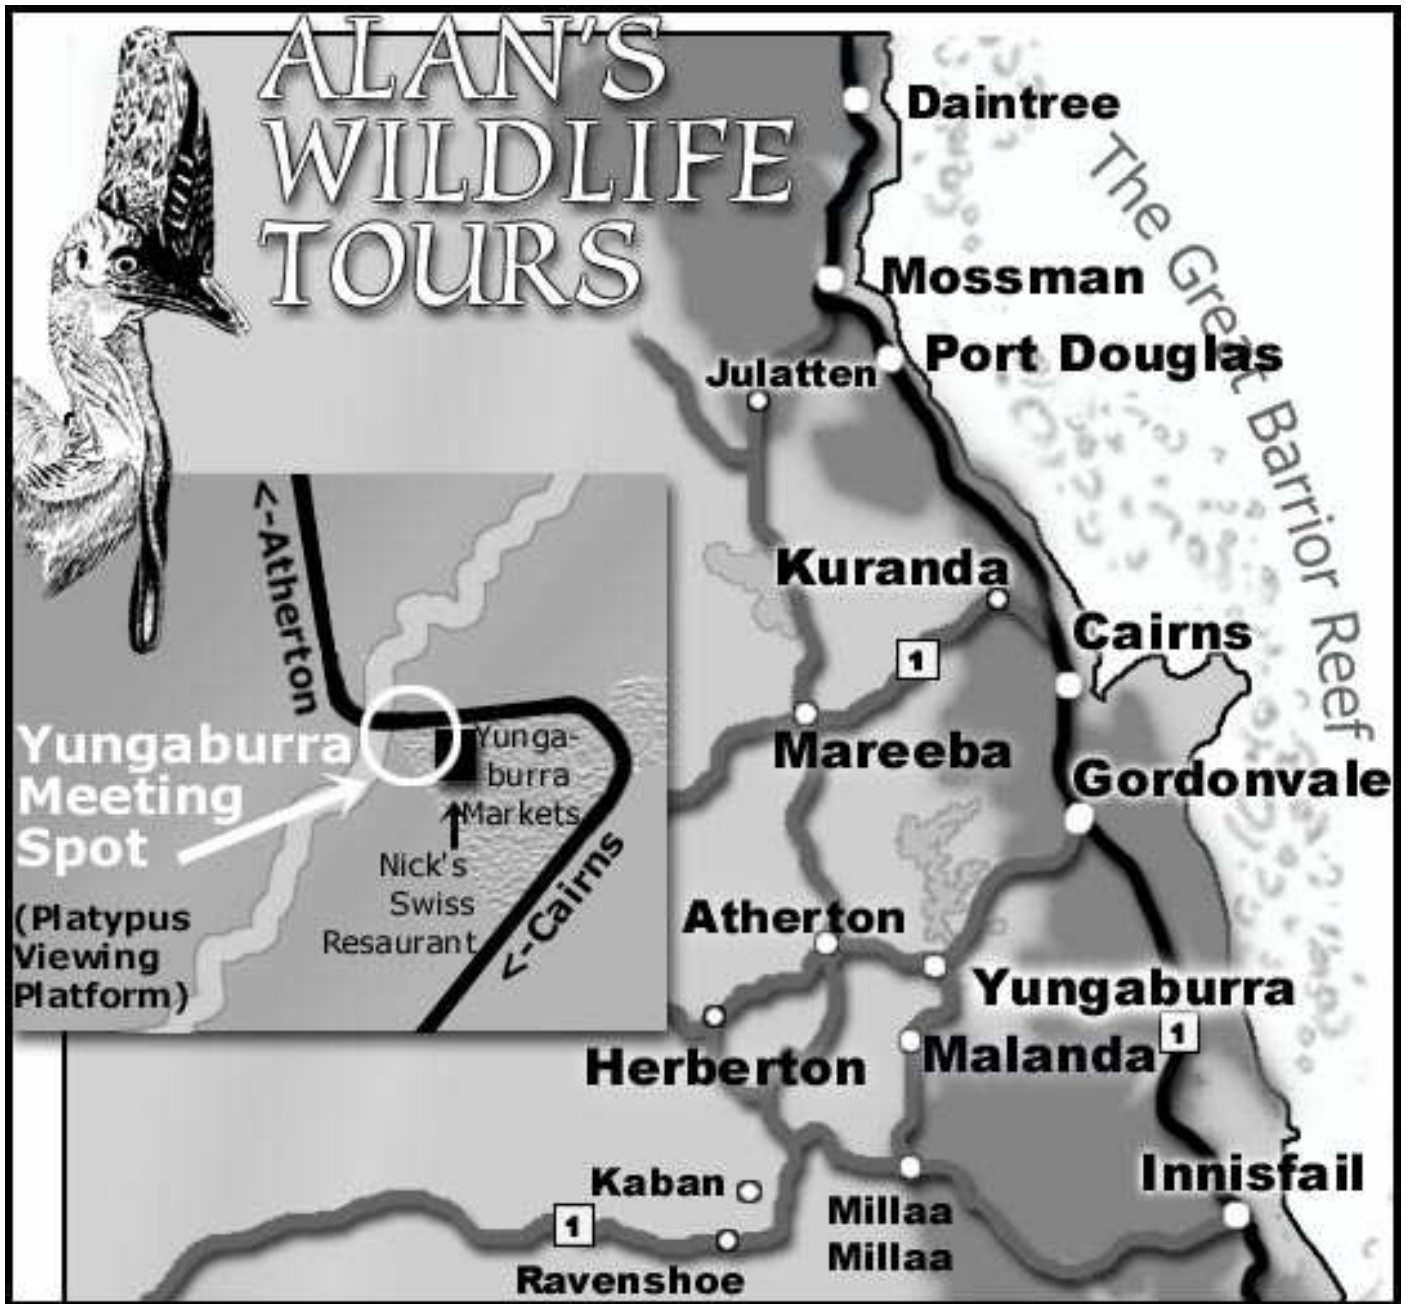 ALAN'S
WILDLIFE
TOURS
Daintree
Mossman
Port Douglas
The Great Barrior Reef
Julatten
Kuranda
1
Cairns
Mareeba
Gordonvale
Atherton
Yungaburra
1
Malanda
Herberton
Innisfail
Kaban
1
Millaa
Millaa
Ravenshoe
<-Atherton
Yungaburra
Meeting
Spot
(Platypus
Viewing
Platform)
Yunga-
burra
Markets
Nick's
Swiss
Resaurant
<-Cairns